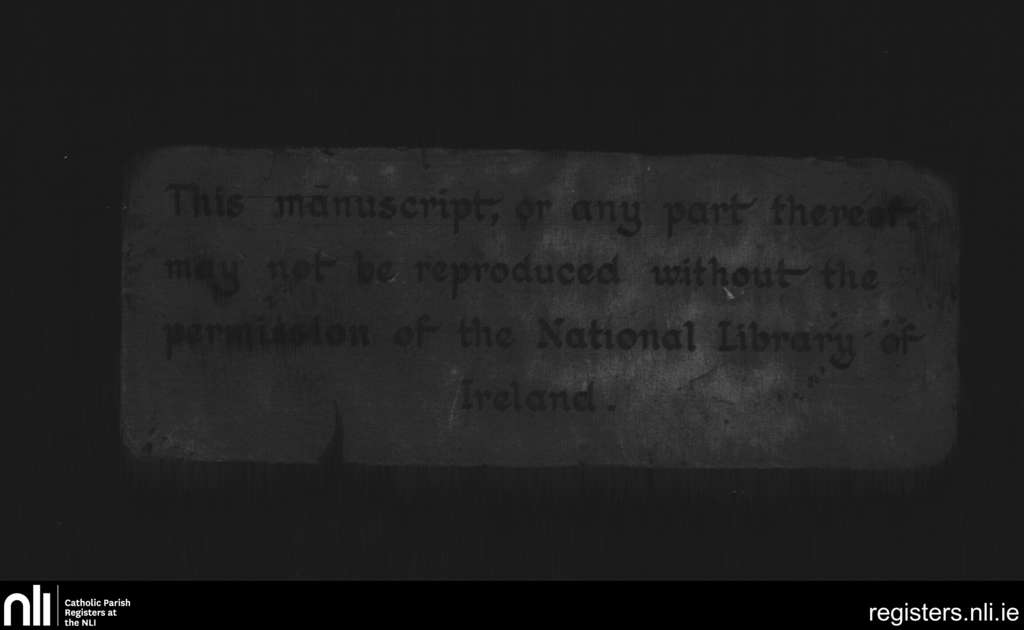 This manuscript, or any part thereof,
may not be reproduced without the
permission of the National Library of
Ireland.
nli
Catholic Parish
Registers at
the NLI
registers.nli.ie